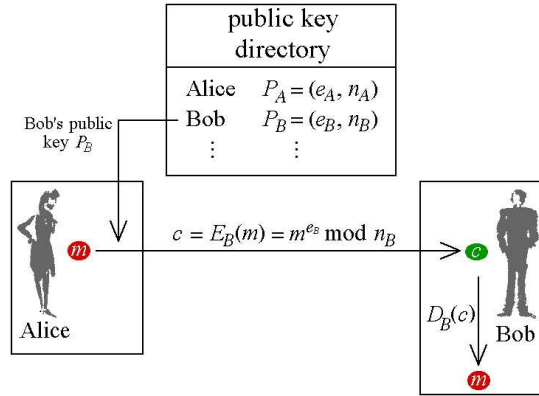 public key
directory
Alice P_A = (e_A, n_A)
Bob P_B = (e_B, n_B)
⋮ ⋮
Bob's public
key P_B
m
c = E_B(m) = m^{e_B} mod n_B
c
Alice
D_B(c)
Bob
m